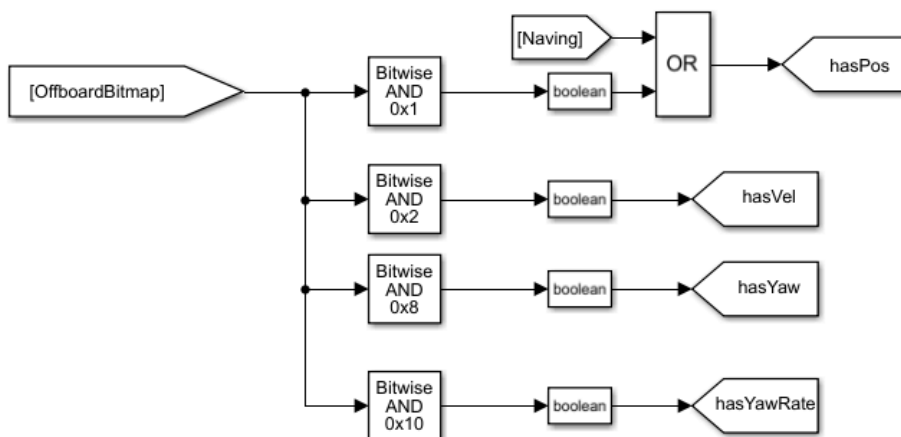 [Naving]
OR
hasPos
[OffboardBitmap]
Bitwise
AND
0x1
boolean
Bitwise
AND
0x2
boolean
hasVel
Bitwise
AND
0x8
boolean
hasYaw
Bitwise
AND
0x10
boolean
hasYawRate